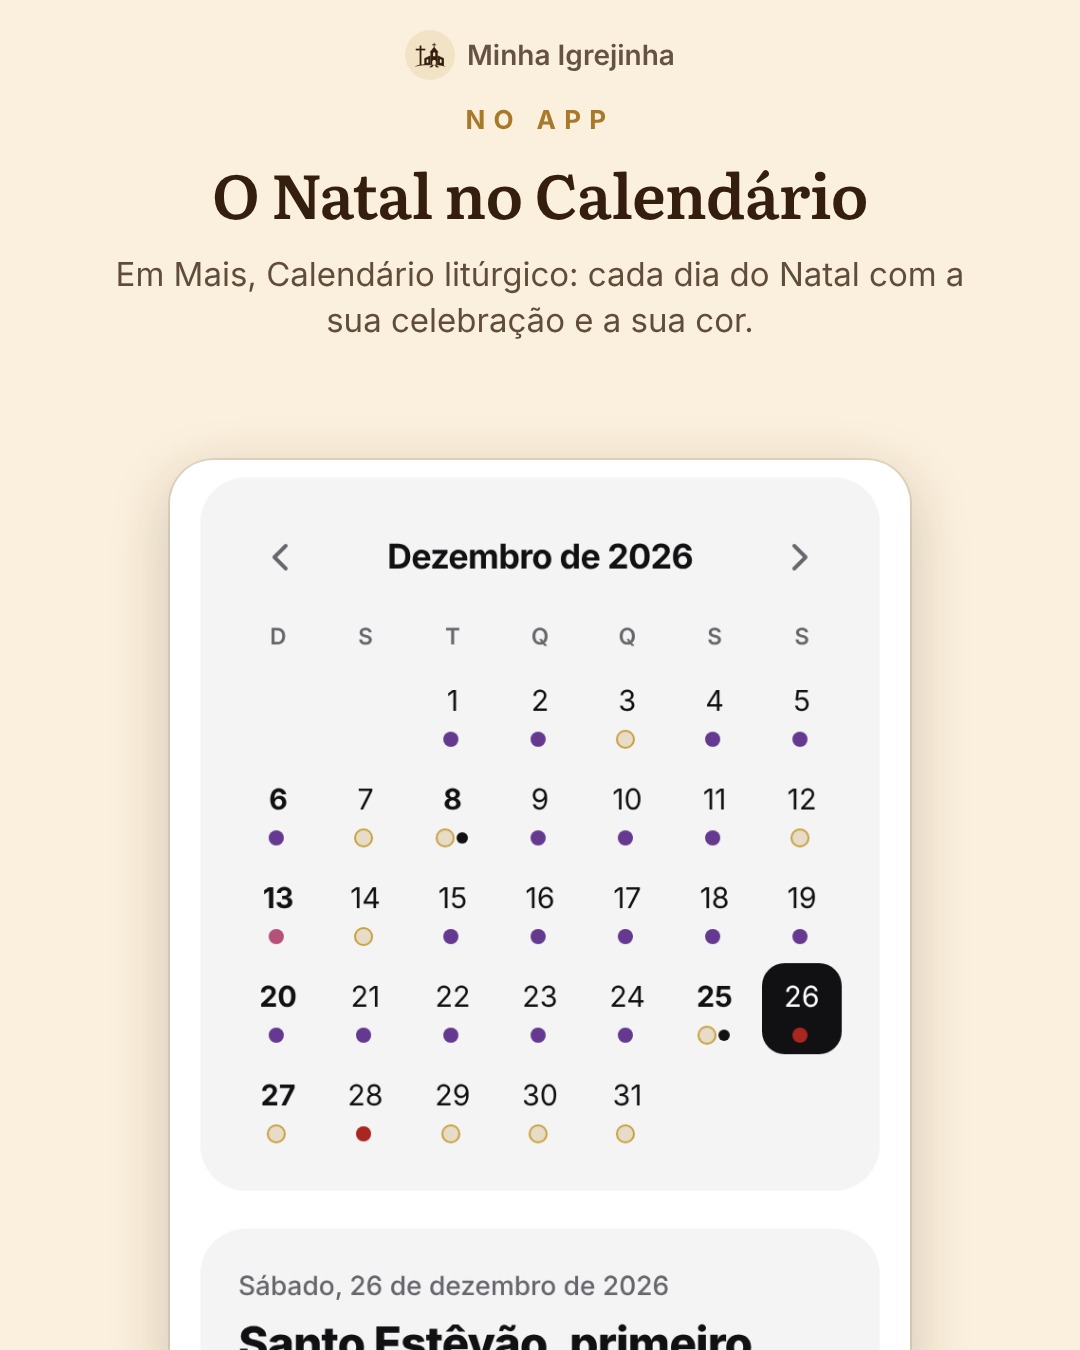 Minha Igrejinha
NO APP
O Natal no Calendário
Em Mais, Calendário litúrgico: cada dia do Natal com a
sua celebração e a sua cor.
Dezembro de 2026
D S T Q Q S S
1 2 3 4 5
6 7 8 9 10 11 12
13 14 15 16 17 18 19
20 21 22 23 24 25 26
27 28 29 30 31
Sábado, 26 de dezembro de 2026
Santo Estêvão, primeiro